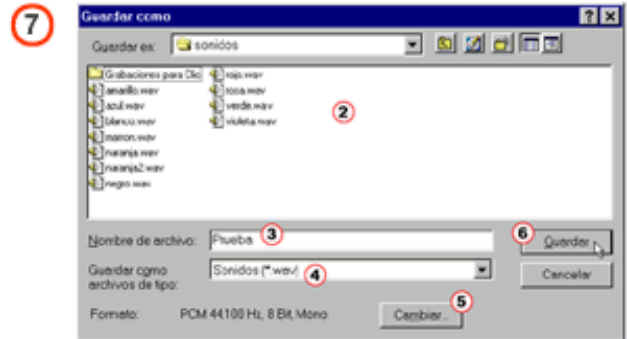 7
Guardar como
Guardar en: sonidos
Grabaciones para Clic
amarillo.wav
azul.wav
blanco.wav
marron.wav
naranja.wav
naranja2.wav
negro.wav
rojo.wav
rosa.wav
verde.wav
violeta.wav
2
Nombre de archivo: Prueba 3
6 Guardar
Guardar como archivos de tipo: Sonidos (*.wav) 4
Cancelar
5
Formato: PCM 44.100 Hz, 8 Bit, Mono Cambiar...